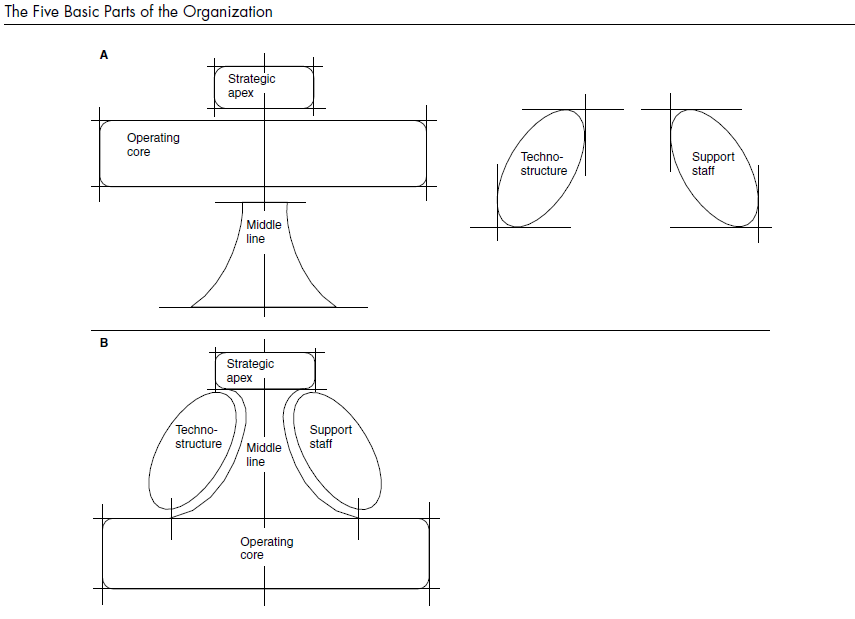 The Five Basic Parts of the Organization
A
Strategic
apex
Operating
core
Middle
line
Techno-
structure
Support
staff
B
Strategic
apex
Techno-
structure
Middle
line
Support
staff
Operating
core